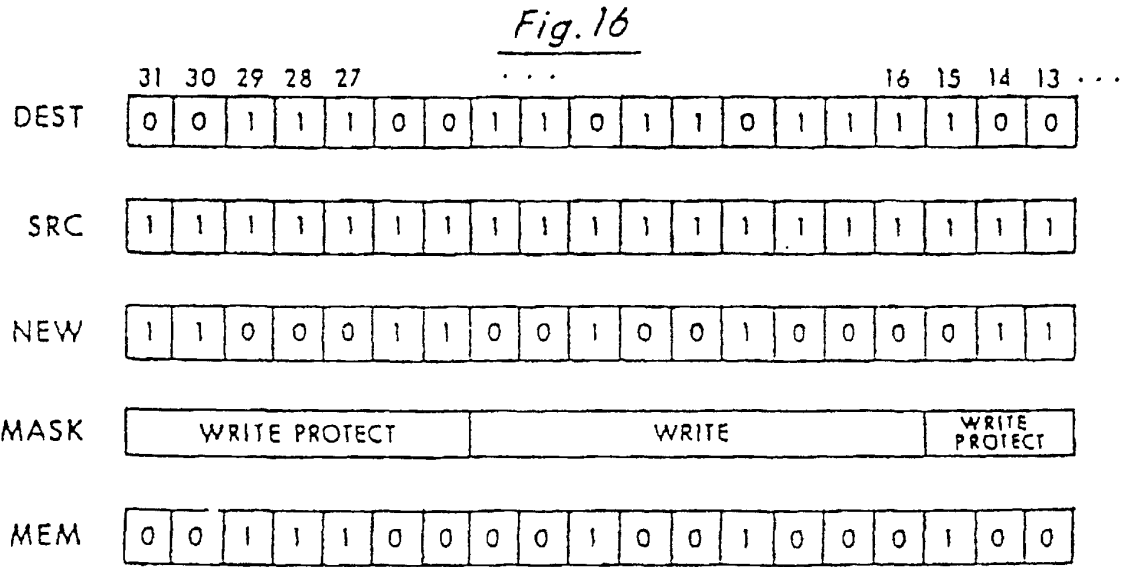 Fig. 16
31 30 29 28 27 ... 16 15 14 13 ...
DEST 0 0 1 1 1 0 0 1 1 0 1 1 0 1 1 1 1 0 0
SRC 1 1 1 1 1 1 1 1 1 1 1 1 1 1 1 1 1 1 1
NEW 1 1 0 0 0 1 1 0 0 1 0 0 1 0 0 0 0 1 1
MASK WRITE PROTECT WRITE WRITE PROTECT
MEM 0 0 1 1 1 0 0 0 0 1 0 0 1 0 0 0 1 0 0